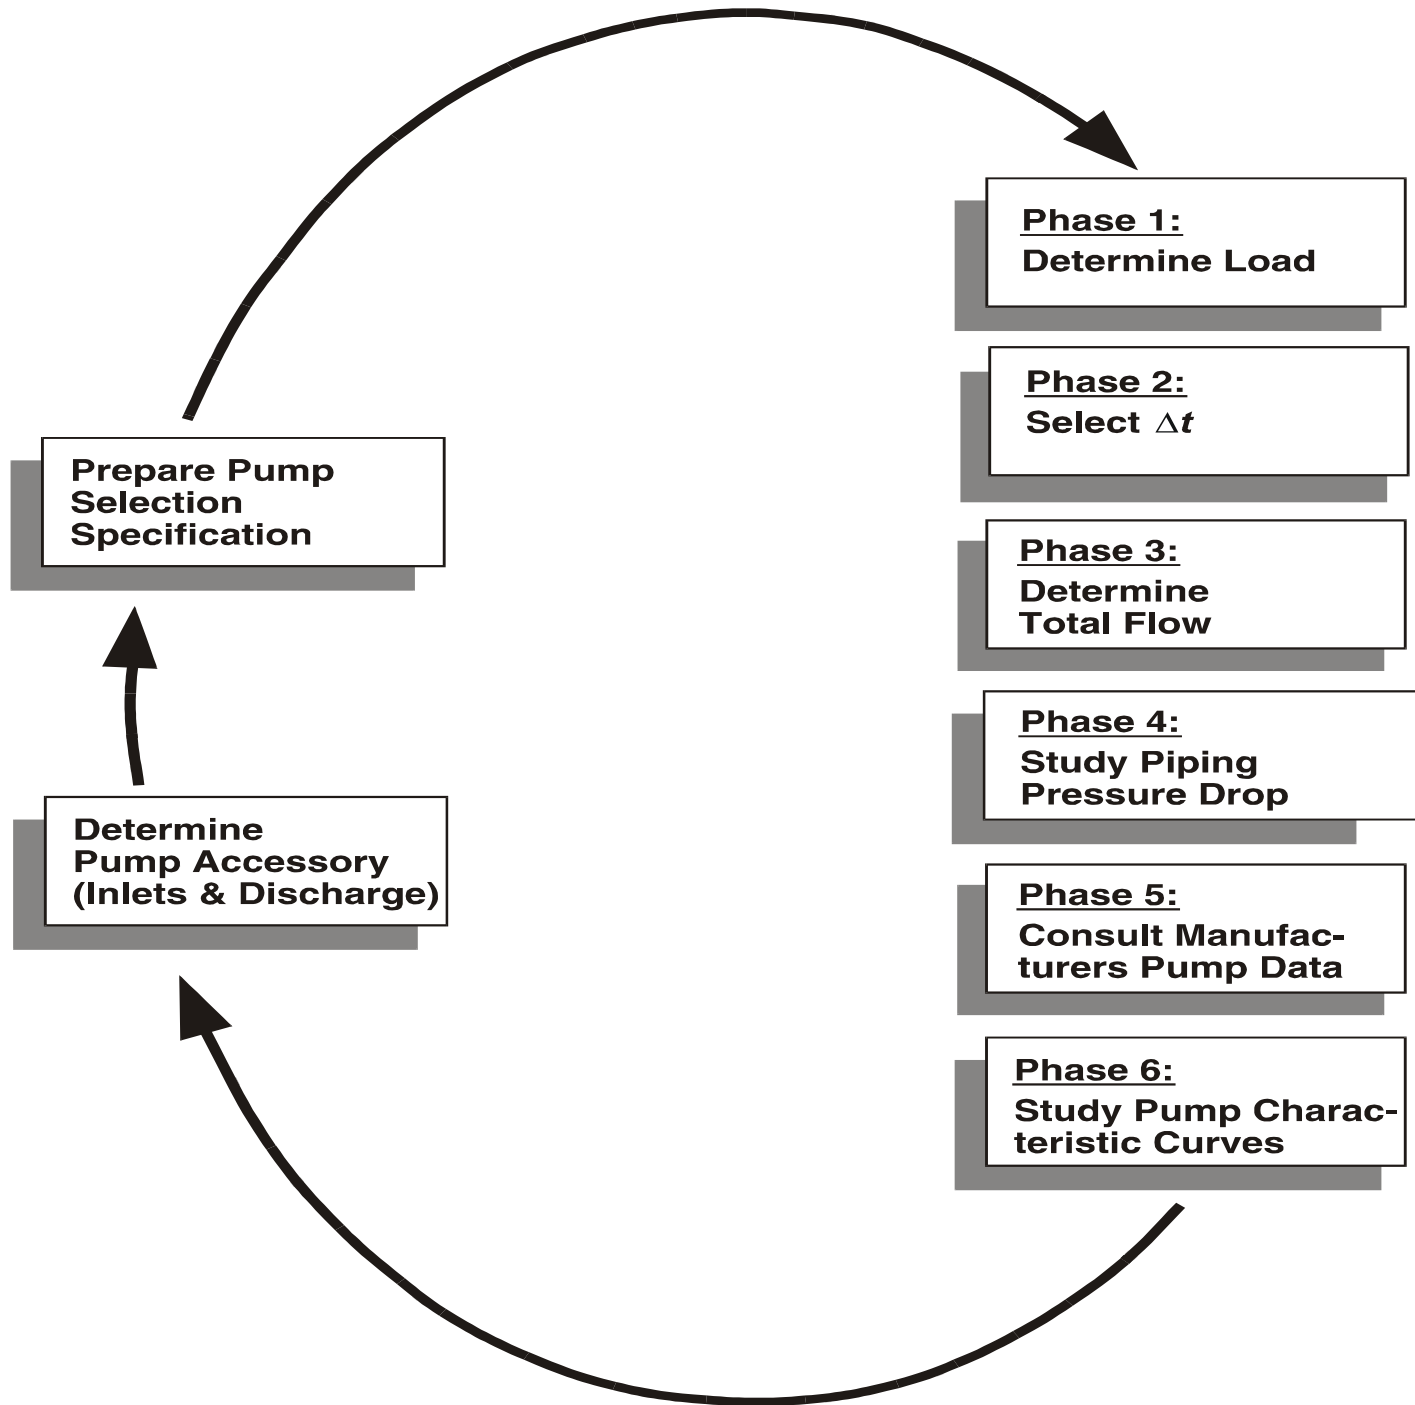 Phase 1:
Determine Load
Phase 2:
Select Δt
Phase 3:
Determine
Total Flow
Phase 4:
Study Piping
Pressure Drop
Phase 5:
Consult Manufac-
turers Pump Data
Phase 6:
Study Pump Charac-
teristic Curves
Determine
Pump Accessory
(Inlets & Discharge)
Prepare Pump
Selection
Specification